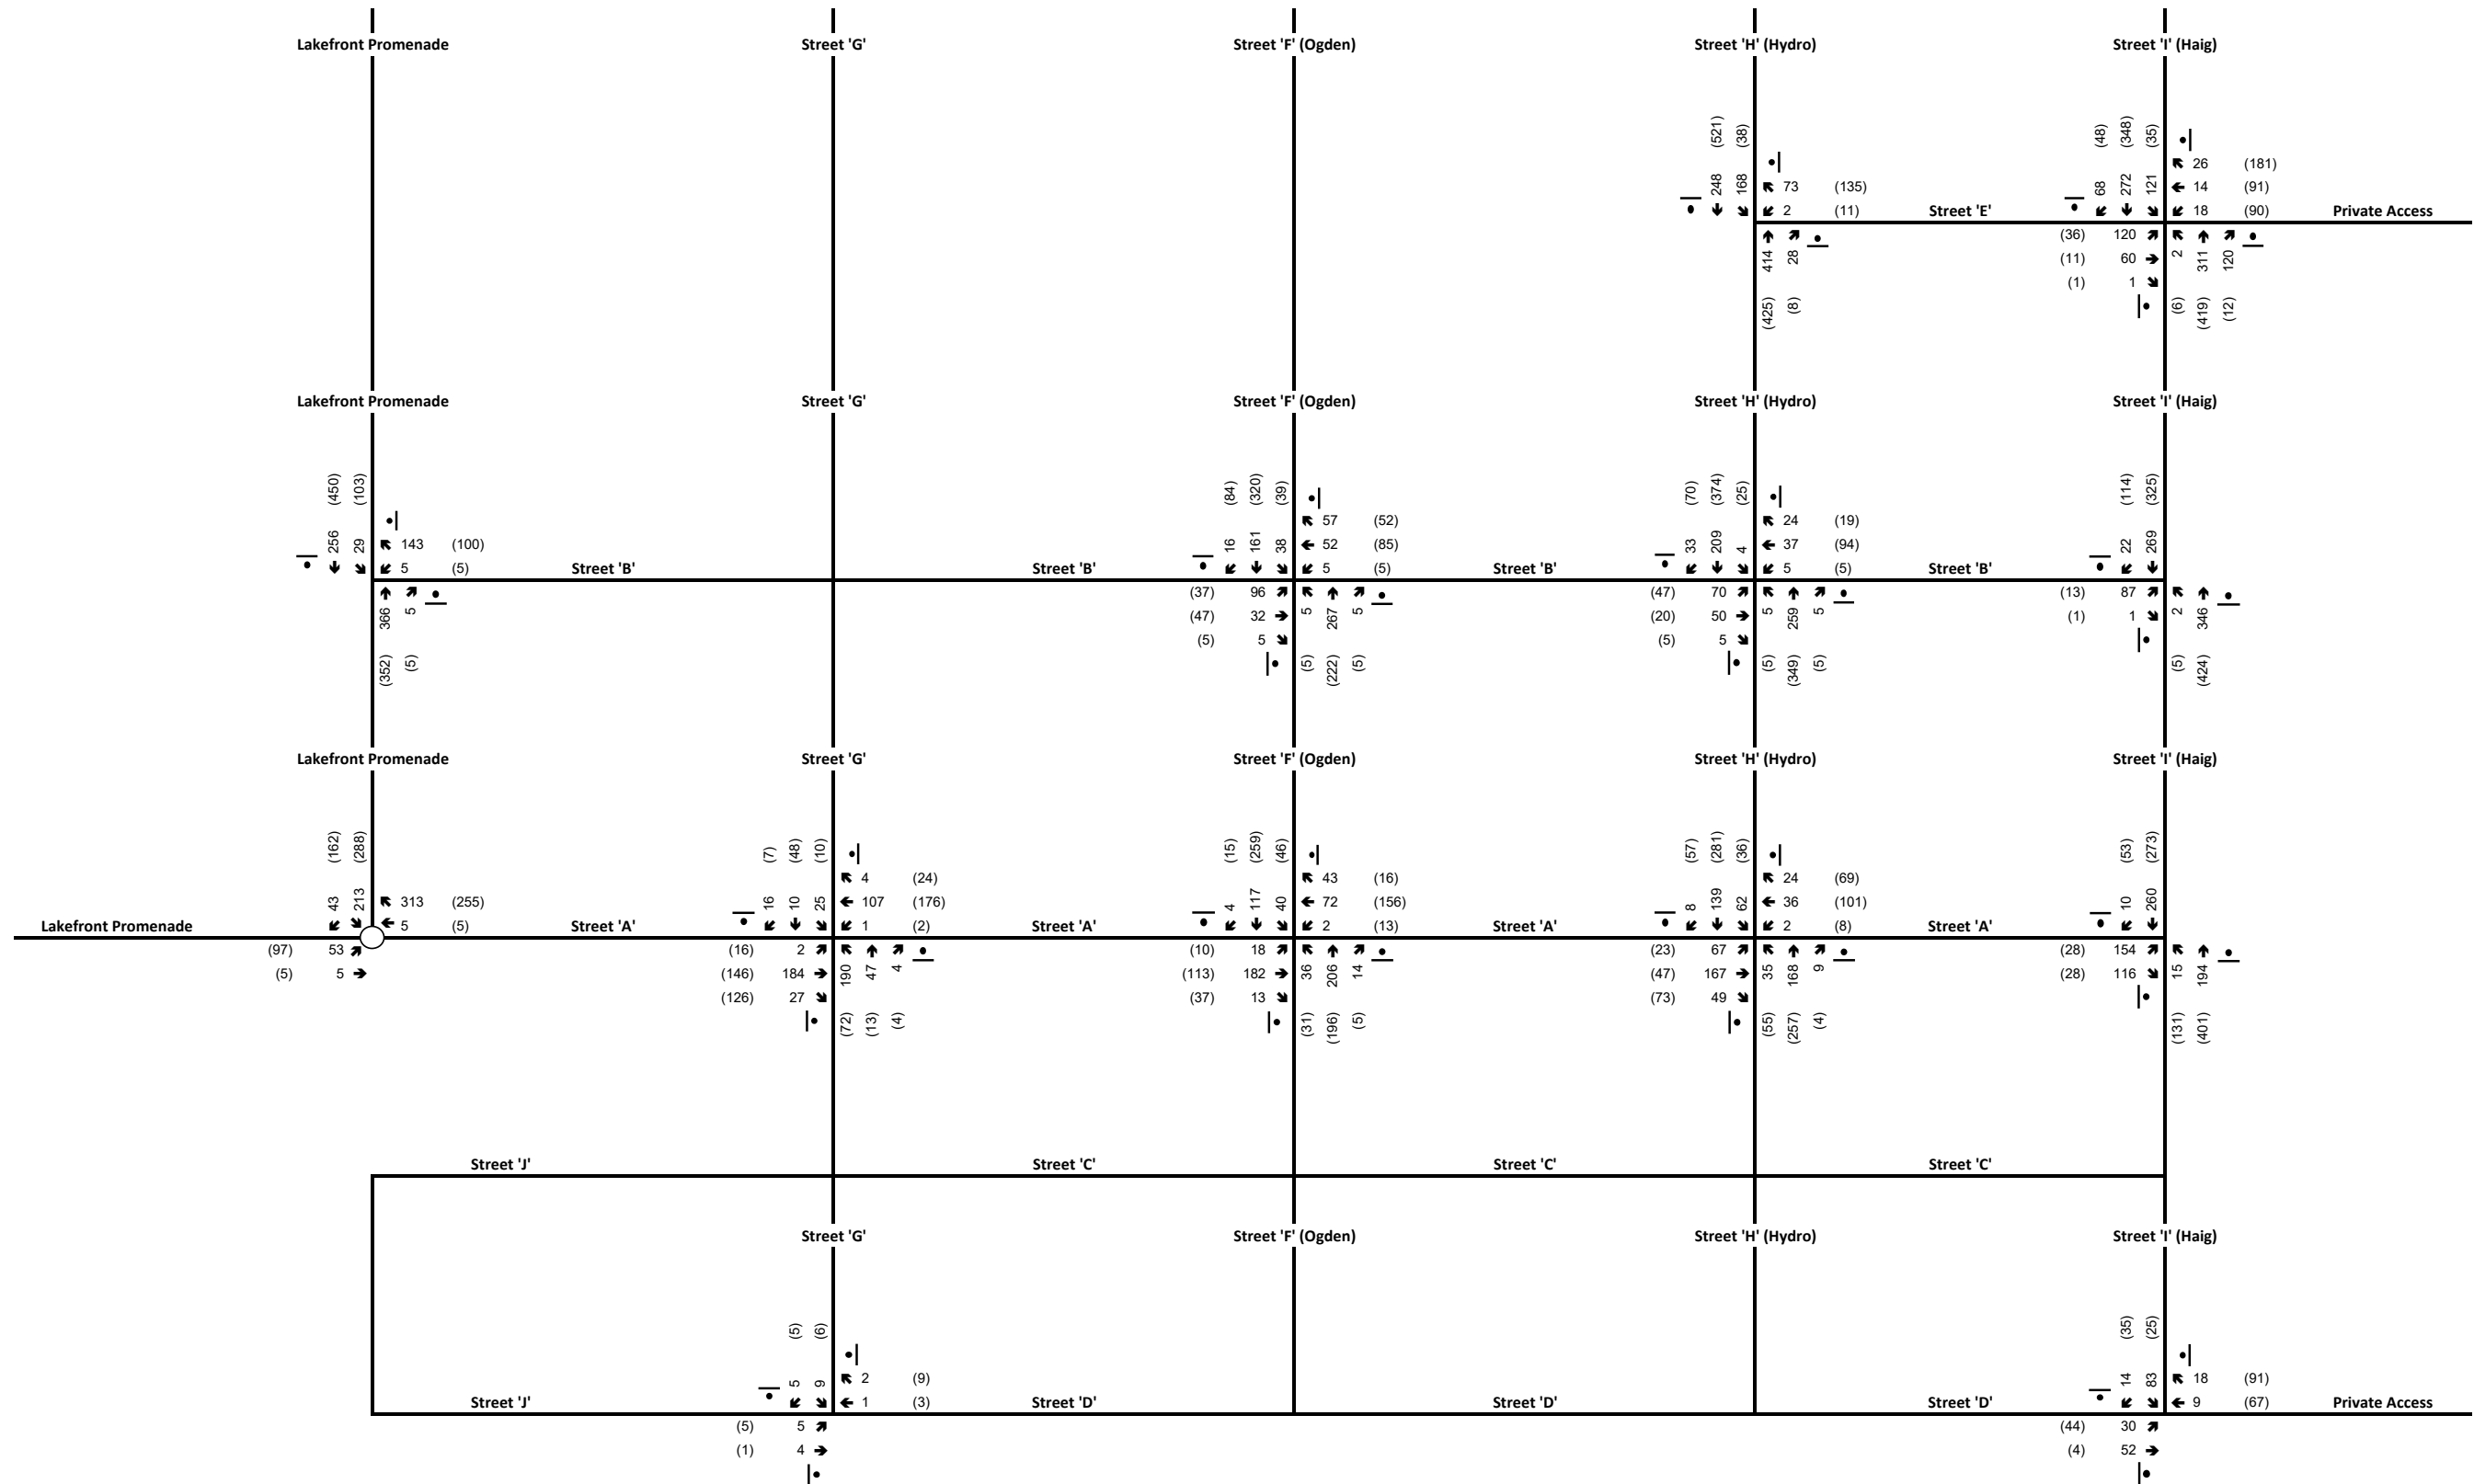 Lakefront Promenade Street 'G' Street 'F' (Ogden) Street 'H' (Hydro) Street 'I' (Haig)
(521) (38) (48) (348) (35)
248 168 68 272 121
73 (135)
2 (11)
26 (181)
14 (91)
18 (90)
Street 'E' Private Access
414 28
(425) (8)
(36) 120
(11) 60
(1) 1
2 311 120
(6) (419) (12)
Lakefront Promenade Street 'G' Street 'F' (Ogden) Street 'H' (Hydro) Street 'I' (Haig)
(450) (103)
256 29
143 (100)
5 (5)
Street 'B' Street 'B'
366 5
(352) (5)
(84) (320) (39)
16 161 38
57 (52)
52 (85)
5 (5)
Street 'B'
(37) 96
(47) 32
(5) 5
5 267 5
(5) (222) (5)
(70) (374) (25)
33 209 4
24 (19)
37 (94)
5 (5)
Street 'B'
(47) 70
(20) 50
(5) 5
5 259 5
(5) (349) (5)
(114) (325)
22 269
(13) 87
(1) 1
2 346
(5) (424)
Lakefront Promenade Street 'G' Street 'F' (Ogden) Street 'H' (Hydro) Street 'I' (Haig)
(162) (288)
43 213
313 (255)
5 (5)
Lakefront Promenade Street 'A'
(97) 53
(5) 5
(7) (48) (10)
16 10 25
4 (24)
107 (176)
1 (2)
Street 'A'
(16) 2
(146) 184
(126) 27
190 47 4
(72) (13) (4)
(15) (259) (46)
4 117 40
43 (16)
72 (156)
2 (13)
Street 'A'
(10) 18
(113) 182
(37) 13
36 206 14
(31) (196) (5)
(57) (281) (36)
8 139 62
24 (69)
36 (101)
2 (8)
Street 'A'
(23) 67
(47) 167
(73) 49
35 168 9
(55) (257) (4)
(53) (273)
10 260
(28) 154
(28) 116
15 194
(131) (401)
Street 'J' Street 'C' Street 'C' Street 'C'
Street 'G' Street 'F' (Ogden) Street 'H' (Hydro) Street 'I' (Haig)
(5) (6)
5 9
2 (9)
1 (3)
Street 'J' Street 'D' Street 'D' Street 'D'
(5) 5
(1) 4
(35) (25)
14 83
18 (91)
9 (67)
Private Access
(44) 30
(4) 52